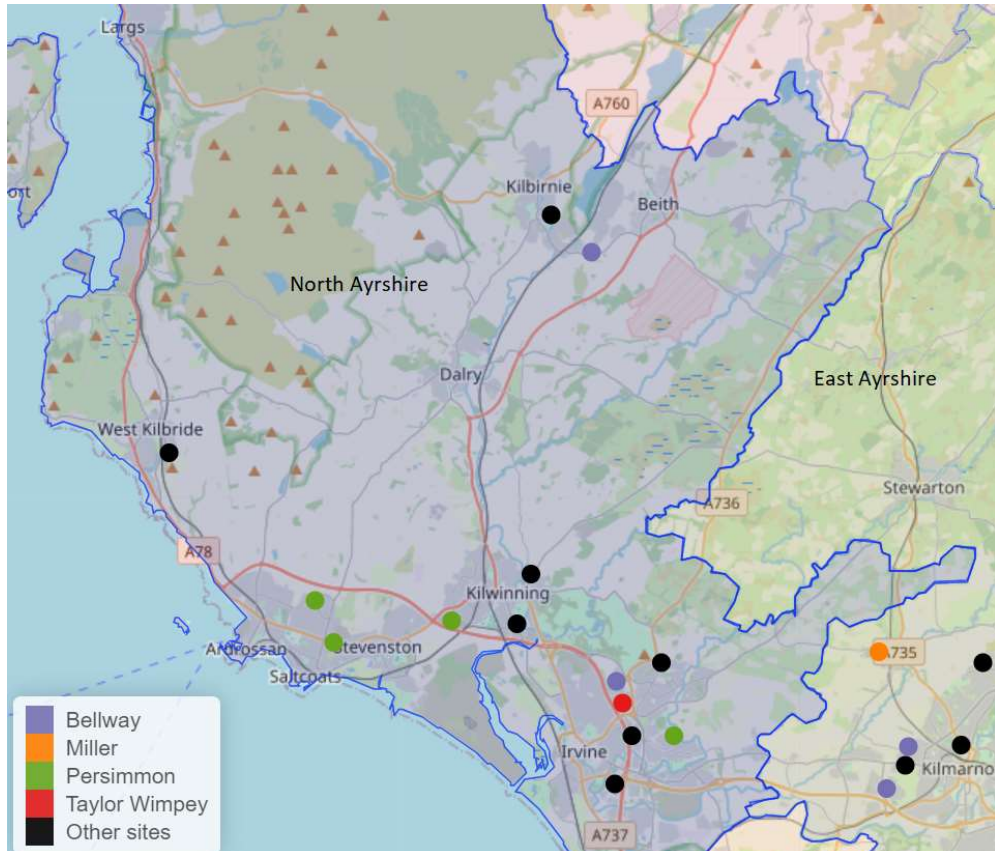 Largs
A760
ort
Kilbirnie
Beith
North Ayrshire
Dalry
East Ayrshire
West Kilbride
Stewarton
A736
A78
Kilwinning
Ardrossan
Stevenston
Saltcoats
A735
Irvine
Kilmarno
A737
Bellway
Miller
Persimmon
Taylor Wimpey
Other sites